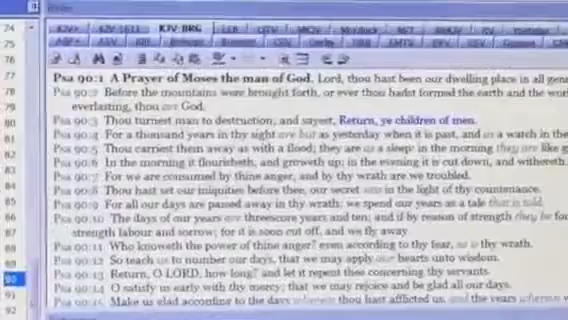 74
75
76
77
78
79
80
81
82
83
84
85
86
87
88
89
90
91
92
KJV+ KJV-1611 KJV-BRG
Psa 90:1 A Prayer of Moses the man of God. Lord, thou hast been our dwelling place in all gene
Psa 90:2 Before the mountains were brought forth, or ever thou hadst formed the earth and the wor
everlasting, thou art God.
Psa 90:3 Thou turnest man to destruction; and sayest, Return, ye children of men.
Psa 90:4 For a thousand years in thy sight are but as yesterday when it is past, and as a watch in the
Psa 90:5 Thou carriest them away as with a flood; they are as a sleep: in the morning they are like g
Psa 90:6 In the morning it flourisheth, and groweth up; in the evening it is cut down, and withereth.
Psa 90:7 For we are consumed by thine anger, and by thy wrath are we troubled.
Psa 90:8 Thou hast set our iniquities before thee, our secret sins in the light of thy countenance.
Psa 90:9 For all our days are passed away in thy wrath: we spend our years as a tale that is told.
Psa 90:10 The days of our years are threescore years and ten; and if by reason of strength they be fo
strength labour and sorrow; for it is soon cut off, and we fly away.
Psa 90:11 Who knoweth the power of thine anger? even according to thy fear, so is thy wrath.
Psa 90:12 So teach us to number our days, that we may apply our hearts unto wisdom.
Psa 90:13 Return, O LORD, how long? and let it repent thee concerning thy servants.
Psa 90:14 O satisfy us early with thy mercy; that we may rejoice and be glad all our days.
Psa 90:15 Make us glad according to the days wherein thou hast afflicted us, and the years wherein w